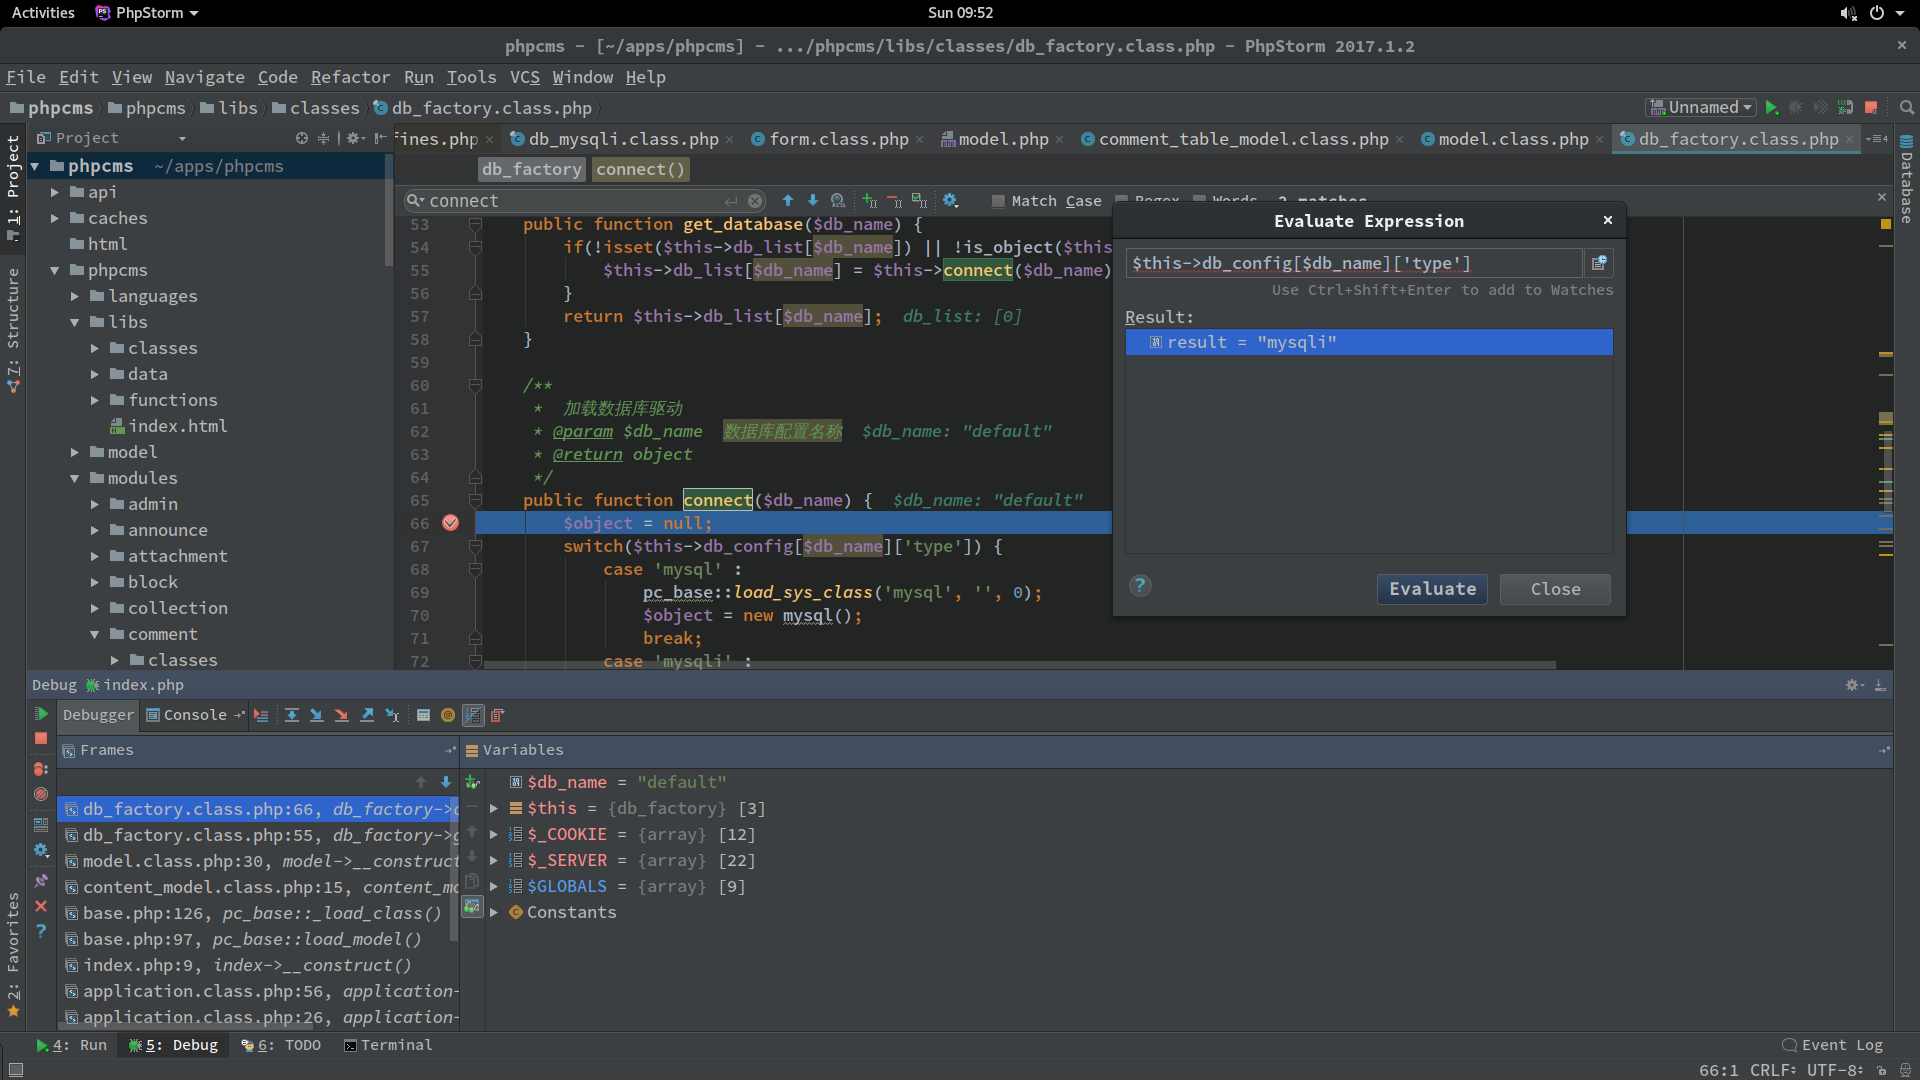 Activities PhpStorm Sun 09:52
phpcms – [~/apps/phpcms] – .../phpcms/libs/classes/db_factory.class.php – PhpStorm 2017.1.2
File Edit View Navigate Code Refactor Run Tools VCS Window Help
phpcms phpcms libs classes db_factory.class.php Unnamed
1: Project
7: Structure
2: Favorites
Database
Project
fines.php db_mysqli.class.php form.class.php model.php comment_table_model.class.php model.class.php db_factory.class.php
phpcms ~/apps/phpcms
api
caches
html
phpcms
languages
libs
classes
data
functions
index.html
model
modules
admin
announce
attachment
block
collection
comment
classes
db_factory connect()
connect Match Case
53 public function get_database($db_name) {
54 if(!isset($this->db_list[$db_name]) || !is_object($this
55 $this->db_list[$db_name] = $this->connect($db_name)
56 }
57 return $this->db_list[$db_name]; db_list: [0]
58 }
59
60 /**
61 * 加载数据库驱动
62 * @param $db_name 数据库配置名称 $db_name: "default"
63 * @return object
64 */
65 public function connect($db_name) { $db_name: "default"
66 $object = null;
67 switch($this->db_config[$db_name]['type']) {
68 case 'mysql' :
69 pc_base::load_sys_class('mysql', '', 0);
70 $object = new mysql();
71 break;
72 case 'mysqli' :
Evaluate Expression
$this->db_config[$db_name]['type']
Use Ctrl+Shift+Enter to add to Watches
Result:
result = "mysqli"
Evaluate Close
Debug index.php
Debugger Console
Frames
db_factory.class.php:66, db_factory->c
db_factory.class.php:55, db_factory->g
model.class.php:30, model->__construct
content_model.class.php:15, content_mo
base.php:126, pc_base::_load_class()
base.php:97, pc_base::load_model()
index.php:9, index->__construct()
application.class.php:56, application-
application.class.php:26, application-
Variables
$db_name = "default"
$this = {db_factory} [3]
$_COOKIE = {array} [12]
$_SERVER = {array} [22]
$GLOBALS = {array} [9]
Constants
4: Run 5: Debug 6: TODO Terminal Event Log
66:1 CRLF UTF-8